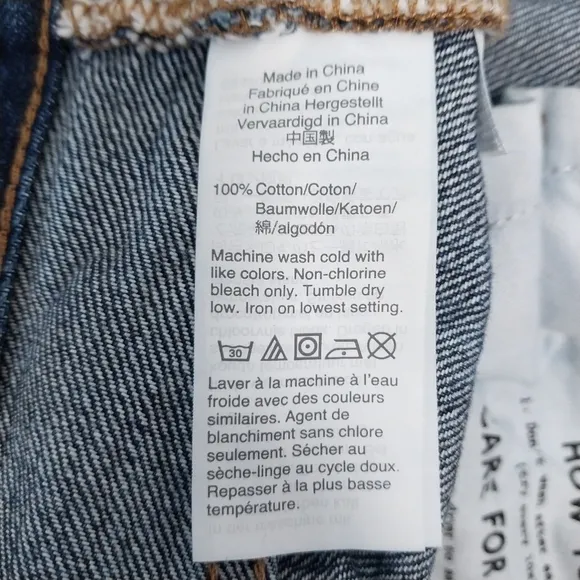 Made in China
Fabriqué en Chine
in China Hergestellt
Vervaardigd in China
中国製
Hecho en China
100% Cotton/Coton/
Baumwolle/Katoen/
綿/algodón
Machine wash cold with
like colors. Non-chlorine
bleach only. Tumble dry
low. Iron on lowest setting.
30
Laver à la machine à l'eau
froide avec des couleurs
similaires. Agent de
blanchiment sans chlore
seulement. Sécher au
sèche-linge au cycle doux.
Repasser à la plus basse
température.
HOW
CARE FOR